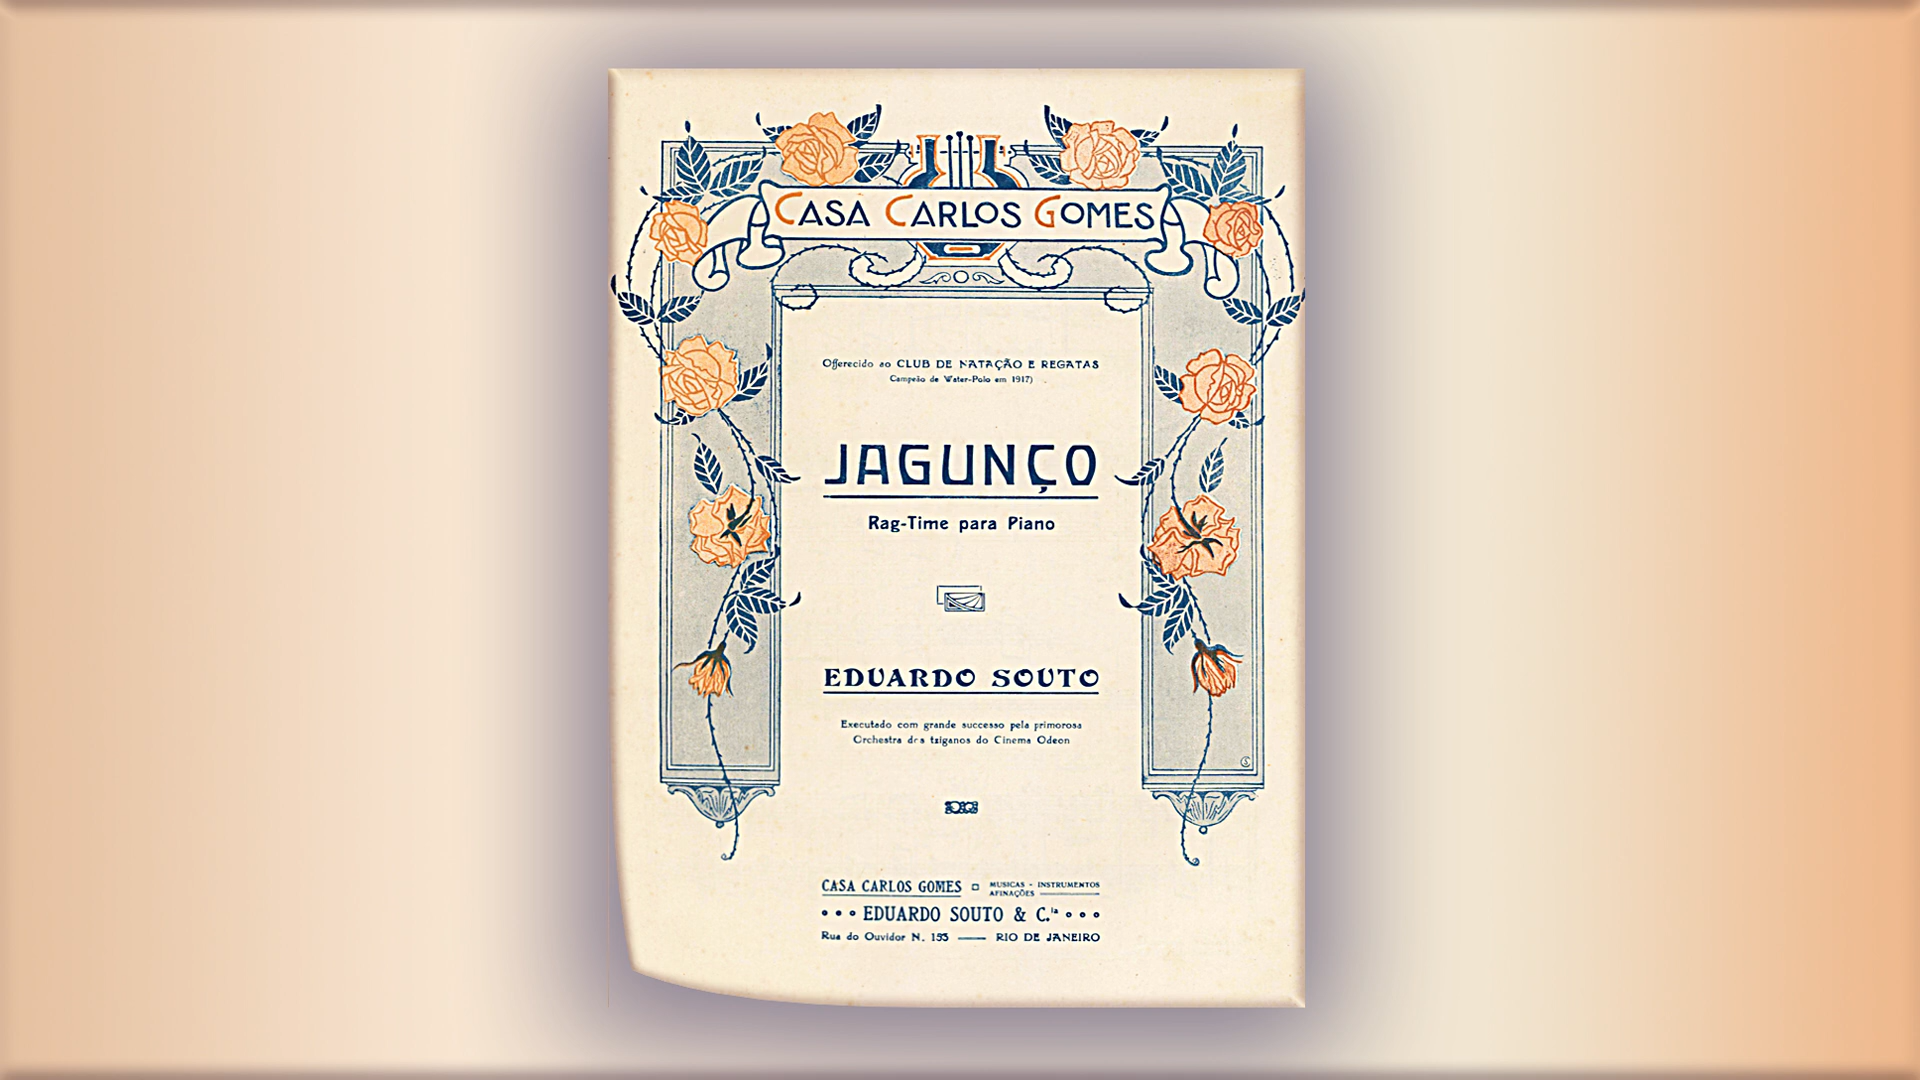 CASA CARLOS GOMES
Offerecido ao CLUB DE NATAÇÃO E REGATAS
Campeão de Water-Polo em 1917)
JAGUNÇO
Rag-Time para Piano
EDUARDO SOUTO
Executado com grande successo pela primorosa
Orchestra dos tziganos do Cinema Odeon
CASA CARLOS GOMES MUSICAS - INSTRUMENTOS
AFINAÇÕES
EDUARDO SOUTO & C.ia
Rua do Ouvidor N. 153 — RIO DE JANEIRO